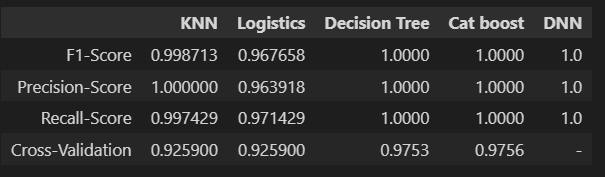 KNN Logistics Decision Tree Cat boost DNN
F1-Score 0.998713 0.967658 1.0000 1.0000 1.0
Precision-Score 1.000000 0.963918 1.0000 1.0000 1.0
Recall-Score 0.997429 0.971429 1.0000 1.0000 1.0
Cross-Validation 0.925900 0.925900 0.9753 0.9756 -